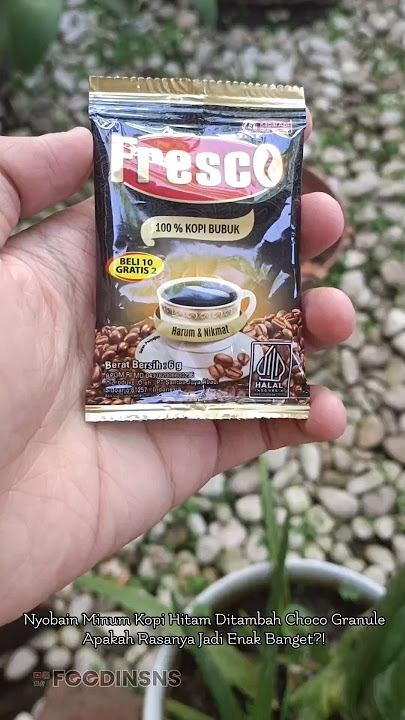 Fresco
100 % KOPI BUBUK
BELI 10
GRATIS 2
Harum & Nikmat
Berat Bersih : 6 g
HALAL
INDONESIA
Nyobain Minum Kopi Hitam Ditambah Choco Granule
Apakah Rasanya Jadi Enak Banget?!
FOODINSNS